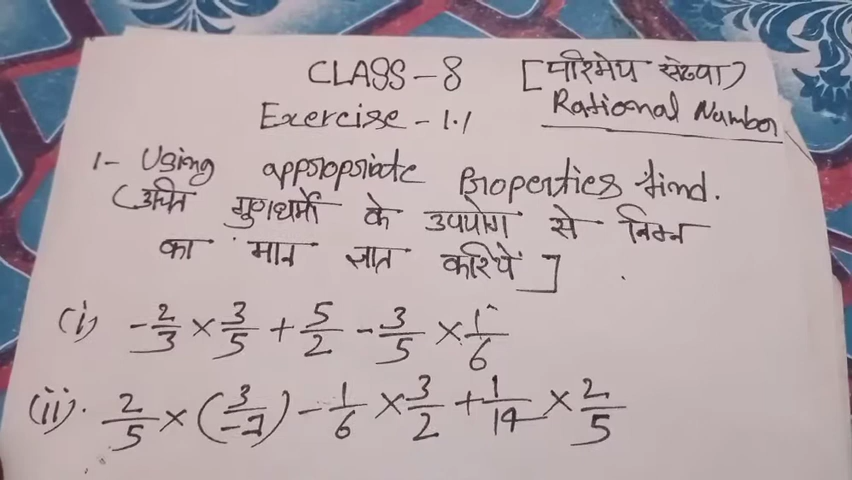 CLASS-8 [परिमेय संख्या)
Exercise-1.1 Rational Number
1- Using appropriate Properties find.
(उचित गुणधर्मो के उपयोग से निम्न
का मान ज्ञात करिये]
(i) -2/3 × 3/5 + 5/2 - 3/5 × 1/6
(ii). 2/5 × (3/-7) - 1/6 × 3/2 + 1/14 × 2/5